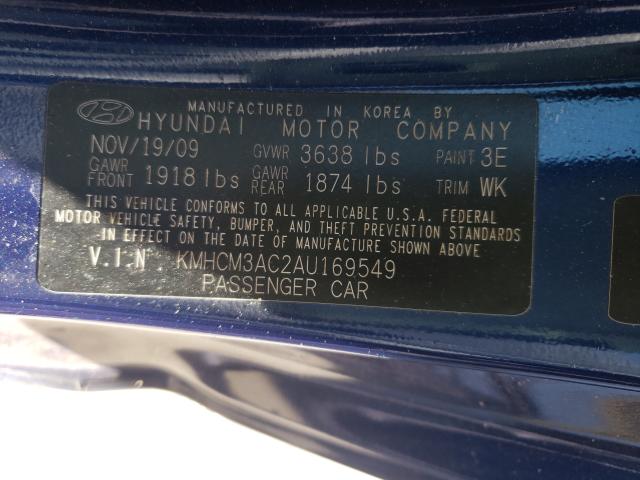 MANUFACTURED IN KOREA BY
HYUNDAI MOTOR COMPANY
NOV/19/09 GVWR 3638 lbs PAINT 3E
GAWR FRONT 1918 lbs GAWR REAR 1874 lbs TRIM WK
THIS VEHICLE CONFORMS TO ALL APPLICABLE U.S.A. FEDERAL
MOTOR VEHICLE SAFETY, BUMPER, AND THEFT PREVENTION
STANDARDS IN EFFECT ON THE DATE OF MANUFACTURE SHOWN ABOVE.
V.I.N : KMHCM3AC2AU169549
PASSENGER CAR